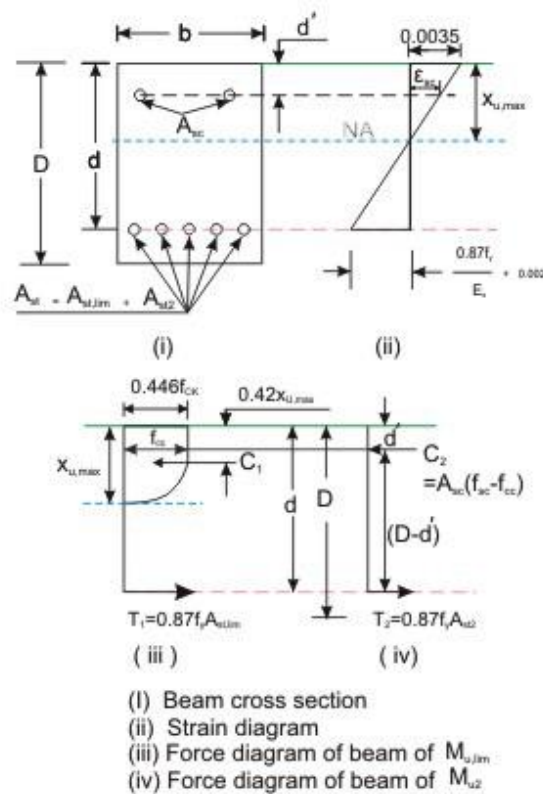 b
d'
0.0035
A_sc
ε_sc
x_u,max
NA
D
d
A_st = A_st,lim + A_st2
0.87f_y / E_s + 0.002
(i)
(ii)
0.446f_CK
0.42x_u,max
f_cc
C_1
x_u,max
d
D
d'
C_2
=A_sc(f_sc-f_cc)
(D-d')
T_1=0.87f_yA_st,lim
T_2=0.87f_yA_st2
( iii )
( iv)
(I) Beam cross section
(ii) Strain diagram
(iii) Force diagram of beam of M_u,lim
(iv) Force diagram of beam of M_u2